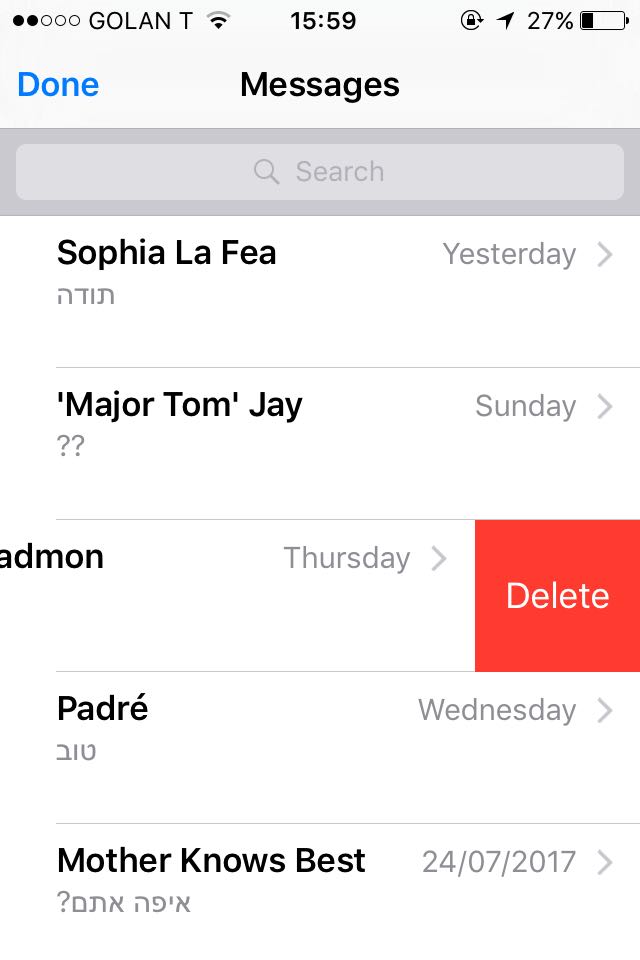 GOLAN T 15:59 27%
Done Messages
Search
Sophia La Fea Yesterday
תודה
'Major Tom' Jay Sunday
??
admon Thursday
Delete
Padré Wednesday
טוב
Mother Knows Best 24/07/2017
איפה אתם?